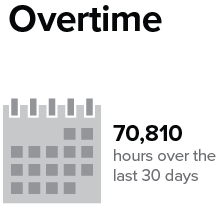 Overtime
70,810
hours over the
last 30 days